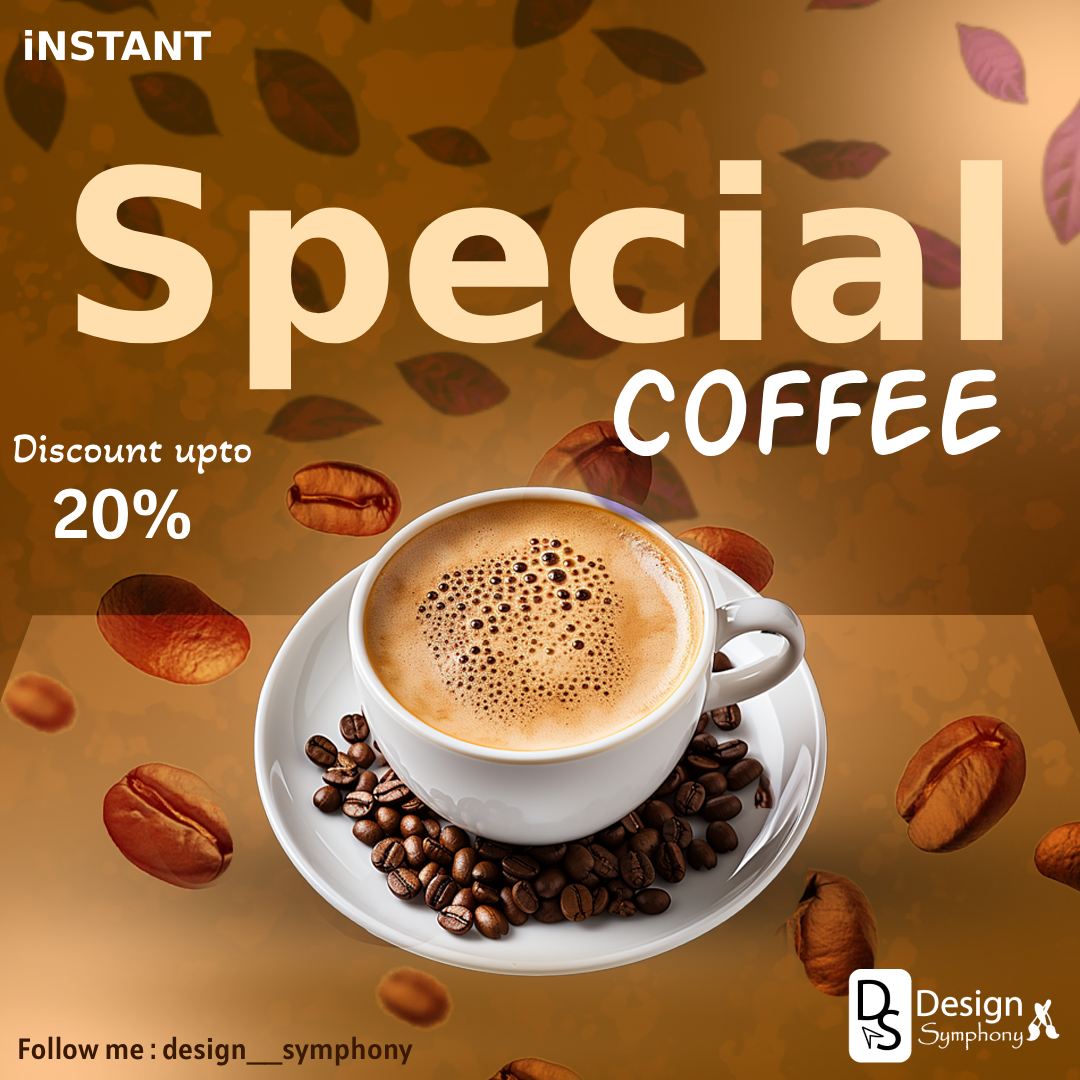 iNSTANT
Special
COFFEE
Discount upto
20%
DS
Design
Symphony
Follow me : design__symphony